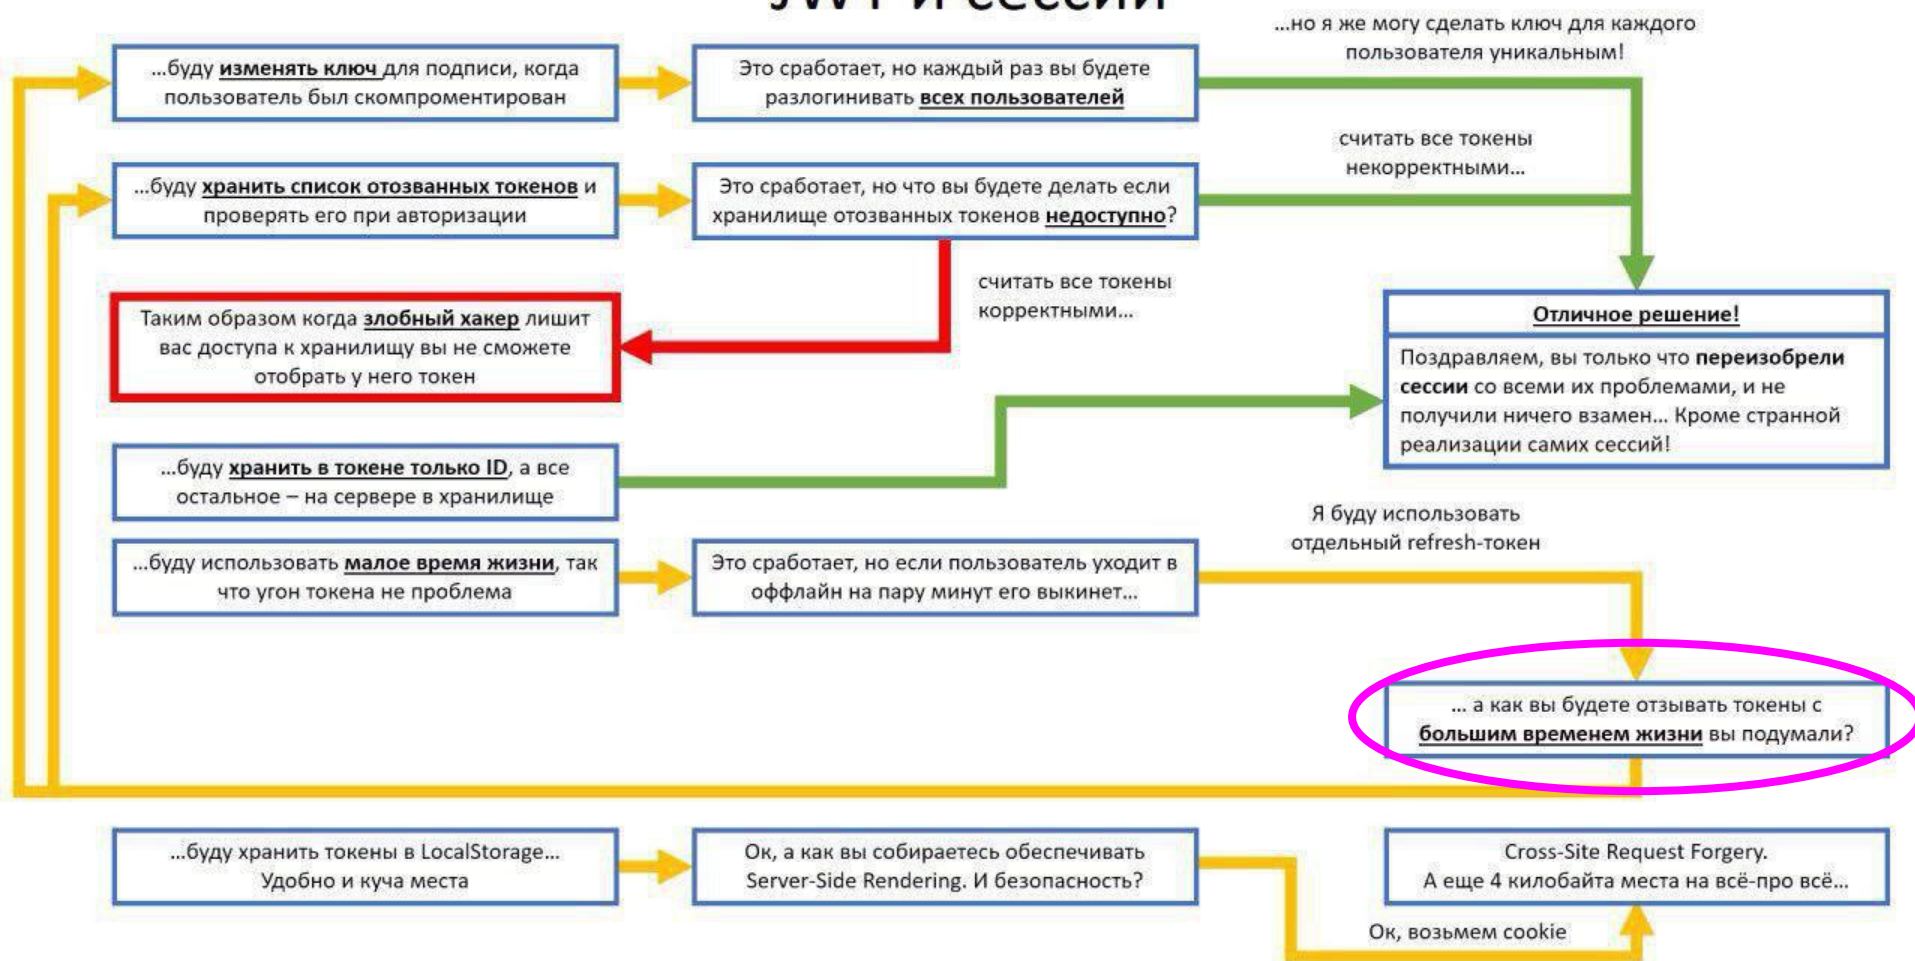 JWT и сессии
...но я же могу сделать ключ для каждого
пользователя уникальным!
...буду изменять ключ для подписи, когда
пользователь был скомпроментирован
Это сработает, но каждый раз вы будете
разлогинивать всех пользователей
считать все токены
некорректными...
...буду хранить список отозванных токенов и
проверять его при авторизации
Это сработает, но что вы будете делать если
хранилище отозванных токенов недоступно?
считать все токены
корректными...
Таким образом когда злобный хакер лишит
вас доступа к хранилищу вы не сможете
отобрать у него токен
Отличное решение!
Поздравляем, вы только что переизобрели
сессии со всеми их проблемами, и не
получили ничего взамен... Кроме странной
реализации самих сессий!
...буду хранить в токене только ID, а все
остальное – на сервере в хранилище
Я буду использовать
отдельный refresh-токен
...буду использовать малое время жизни, так
что угон токена не проблема
Это сработает, но если пользователь уходит в
оффлайн на пару минут его выкинет...
... а как вы будете отзывать токены с
большим временем жизни вы подумали?
...буду хранить токены в LocalStorage...
Удобно и куча места
Ок, а как вы собираетесь обеспечивать
Server-Side Rendering. И безопасность?
Cross-Site Request Forgery.
А еще 4 килобайта места на всё-про всё...
Ок, возьмем cookie